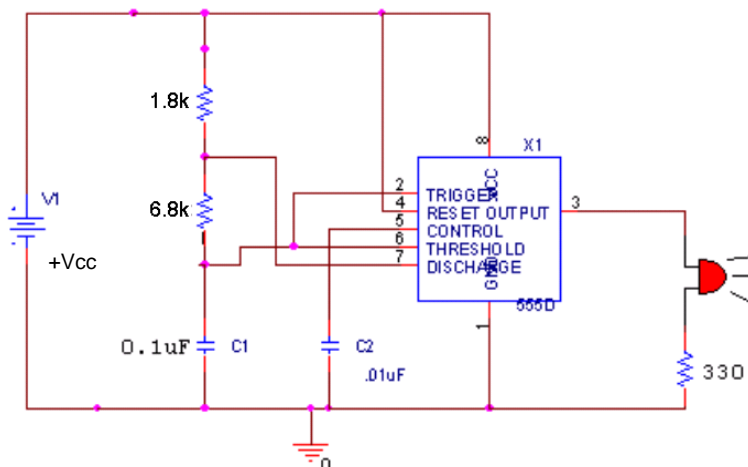 1.8k
V1
+Vcc
6.8k
0.1uF
C1
C2
.01uF
X1
8
VCC
2
TRIGGER
4
RESET OUTPUT
3
5
CONTROL
6
THRESHOLD
7
DISCHARGE
GND
555D
1
330
0